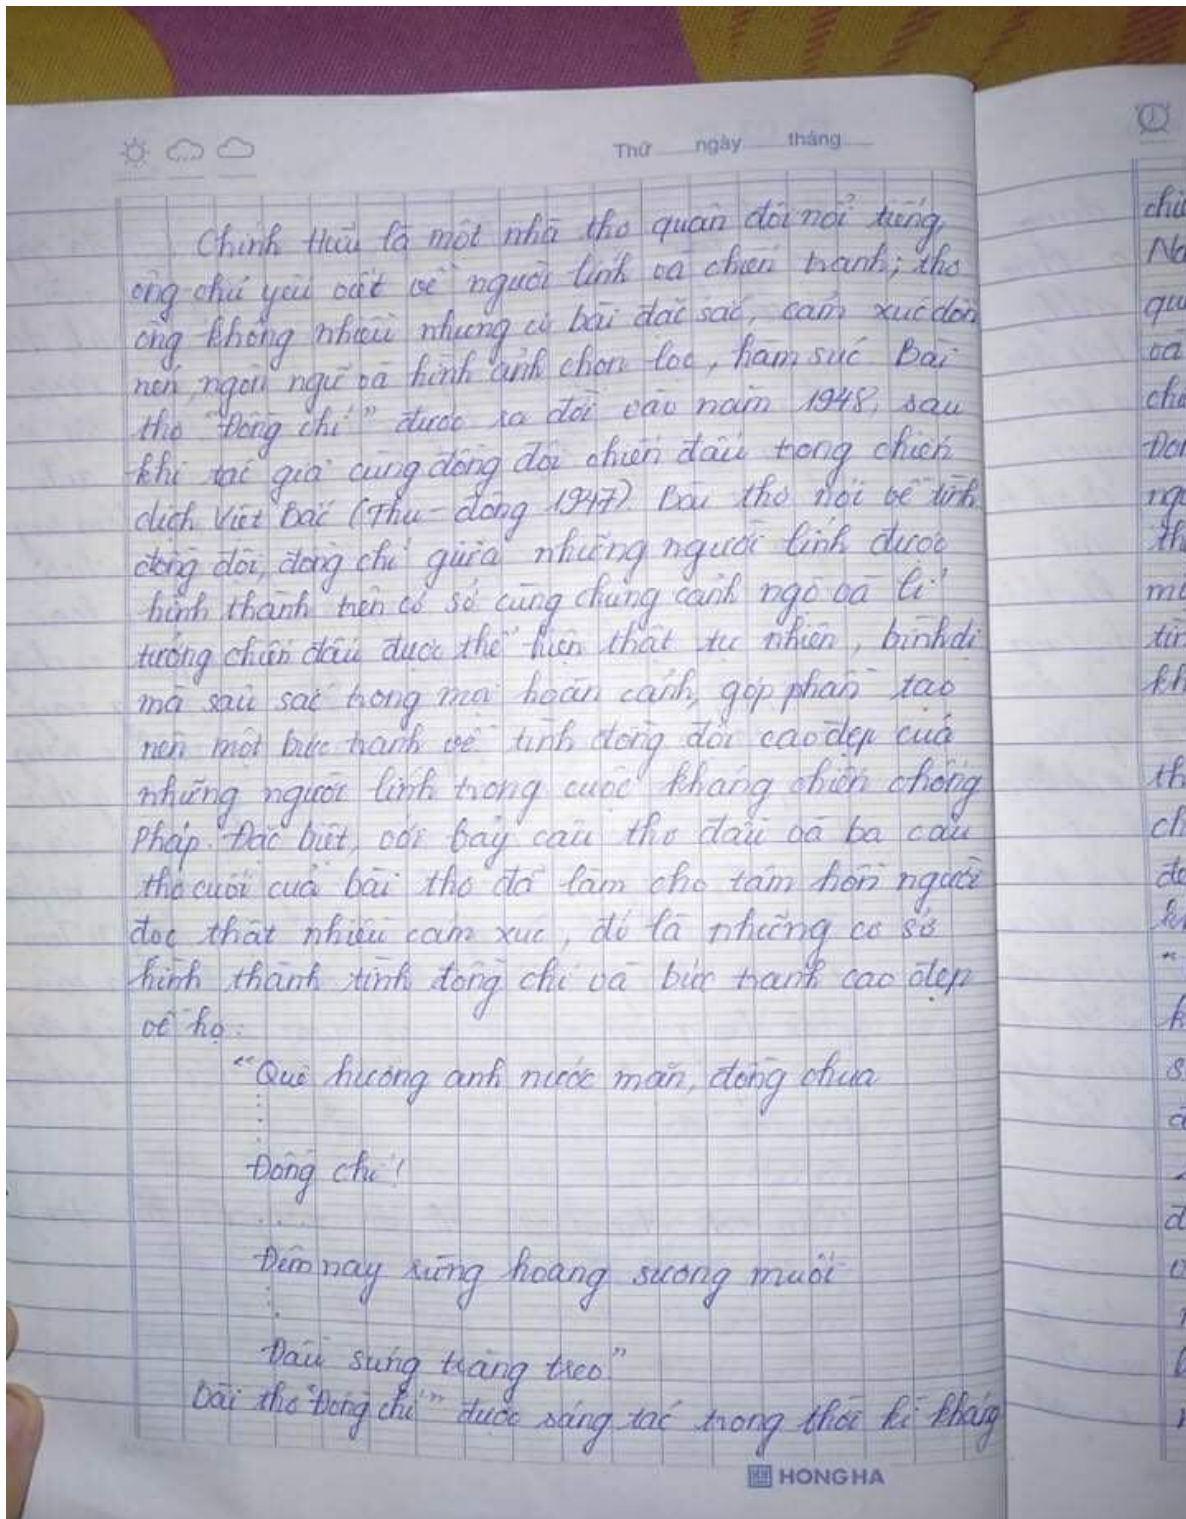 Thứ ngày tháng
Chính Hữu là một nhà thơ quân đội nổi tiếng,
ông chủ yếu viết về người lính và chiến tranh; thơ
ông không nhiều nhưng có bài đặc sắc, cảm xúc dồn
nén, ngôn ngữ và hình ảnh chọn lọc, hàm súc Bài
thơ "Đồng chí" được ra đời vào năm 1948, sau
khi tác giả cùng đồng đội chiến đấu trong chiến
dịch Việt Bắc (Thu-đông 1947). Bài thơ nói về tình
đồng đội, đồng chí giữa những người lính được
hình thành trên cơ sở cùng chung cảnh ngộ và lí
tưởng chiến đấu được thể hiện thật tự nhiên, bình dị
mà sâu sắc trong mọi hoàn cảnh, góp phần tạo
nên một bức tranh về tình đồng đội cao đẹp của
những người lính trong cuộc kháng chiến chống
Pháp. Đặc biệt, với bảy câu thơ đầu và ba câu
thơ cuối của bài thơ đã làm cho tâm hồn người
đọc thật nhiều cảm xúc, đó là những cơ sở
hình thành tình đồng chí và bức tranh cao đẹp
về họ:
"Quê hương anh nước mặn, đồng chua
Đồng chí!
....
Đêm nay rừng hoang sương muối
Đầu súng trăng treo"
Bài thơ "Đồng chí" được sáng tác trong thời kì kháng
HONG HA